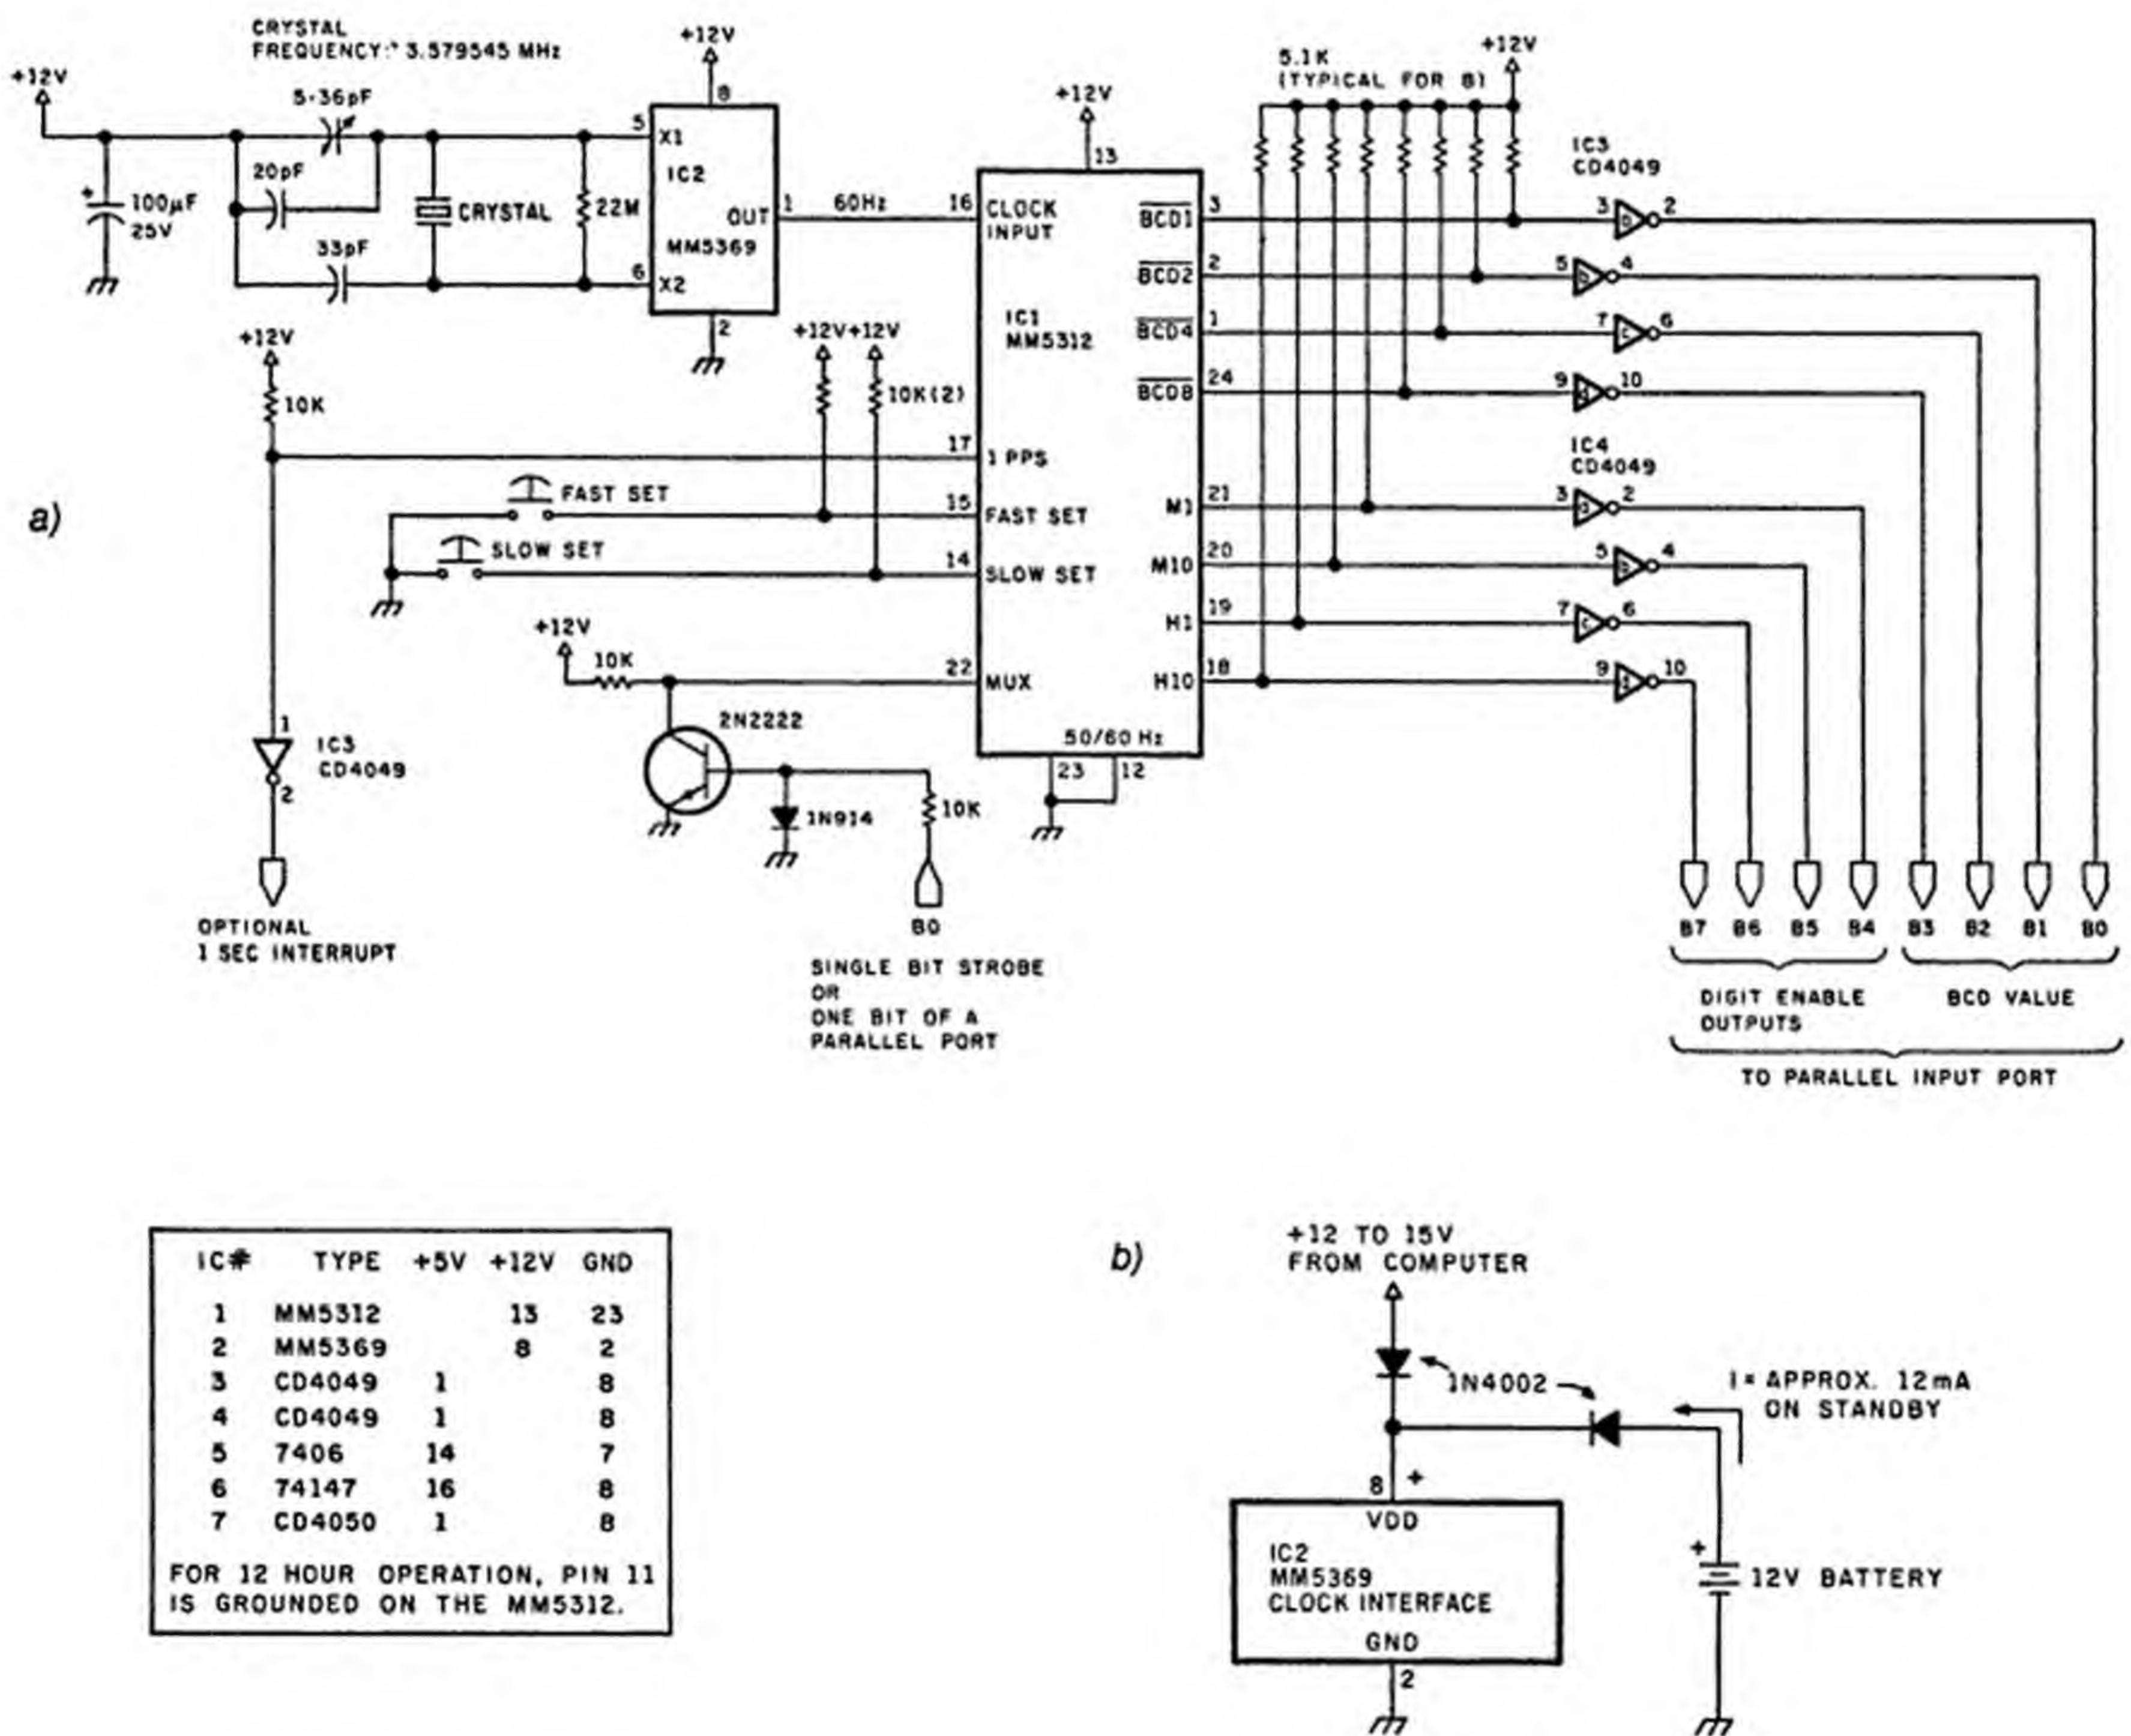 CRYSTAL
FREQUENCY:* 3.579545 MHz
+12V
5-36pF
20pF
33pF
+
100µF
25V
CRYSTAL
22M
+12V
8
5
X1
IC2
OUT
1
MM5369
6
X2
2
60Hz
+12V
13
16
CLOCK
INPUT
IC1
MM5312
17
1 PPS
15
FAST SET
14
SLOW SET
22
MUX
50/60 Hz
23
12
BCD1
3
BCD2
2
BCD4
1
BCD8
24
M1
21
M10
20
H1
19
H10
18
+12V
10K
+12V
+12V
10K(2)
a)
FAST SET
SLOW SET
+12V
10K
2N2222
1N914
10K
B0
SINGLE BIT STROBE
OR
ONE BIT OF A
PARALLEL PORT
1
IC3
CD4049
2
OPTIONAL
1 SEC INTERRUPT
5.1K
(TYPICAL FOR 8)
+12V
IC3
CD4049
3
2
5
b
4
7
c
6
9
d
10
IC4
CD4049
3
a
2
5
b
4
7
c
6
9
d
10
B7
B6
B5
B4
B3
B2
B1
B0
DIGIT ENABLE
OUTPUTS
BCD VALUE
TO PARALLEL INPUT PORT
IC# TYPE +5V +12V GND
1 MM5312 13 23
2 MM5369 8 2
3 CD4049 1 8
4 CD4049 1 8
5 7406 14 7
6 74147 16 8
7 CD4050 1 8
FOR 12 HOUR OPERATION, PIN 11
IS GROUNDED ON THE MM5312.
b)
+12 TO 15V
FROM COMPUTER
1N4002
I = APPROX. 12mA
ON STANDBY
8
+
VDD
IC2
MM5369
CLOCK INTERFACE
GND
2
+
12V BATTERY